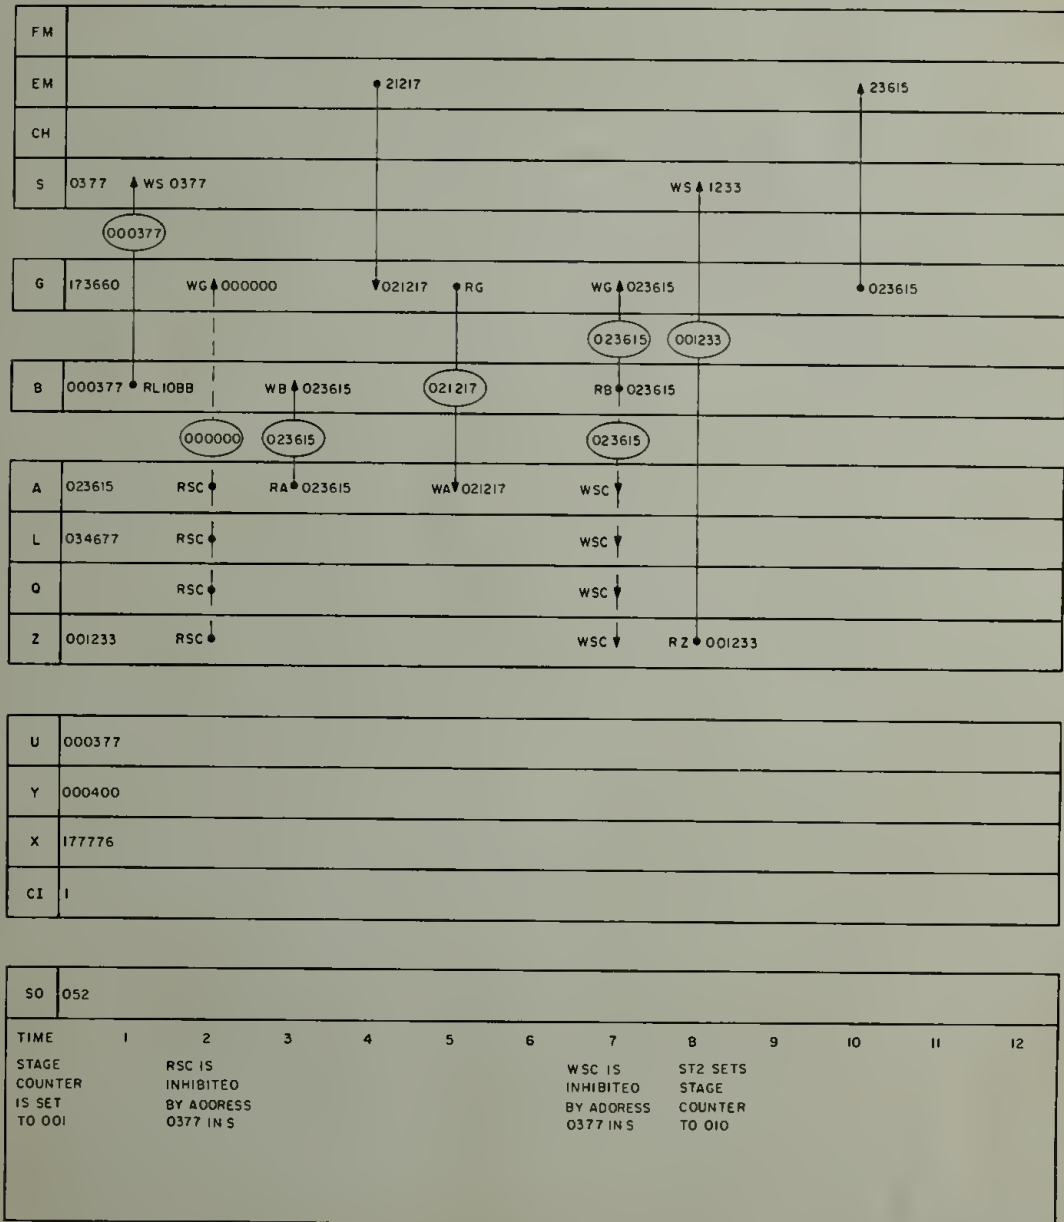 FM
EM 21217 23615
CH
S 0377 WS 0377 WS 1233
000377
G 173660 WG 000000 021217 RG WG 023615 023615
023615 001233
B 000377 RL10BB WB 023615 021217 RB 023615
000000 023615 023615
A 023615 RSC RA 023615 WA 021217 WSC
L 034677 RSC WSC
Q RSC WSC
Z 001233 RSC WSC RZ 001233
U 000377
Y 000400
X 177776
CI 1
SO 052
TIME 1 2 3 4 5 6 7 8 9 10 11 12
STAGE RSC IS WSC IS ST2 SETS
COUNTER INHIBITED INHIBITED STAGE
IS SET BY ADDRESS BY ADDRESS COUNTER
TO 001 0377 IN S 0377 IN S TO 010